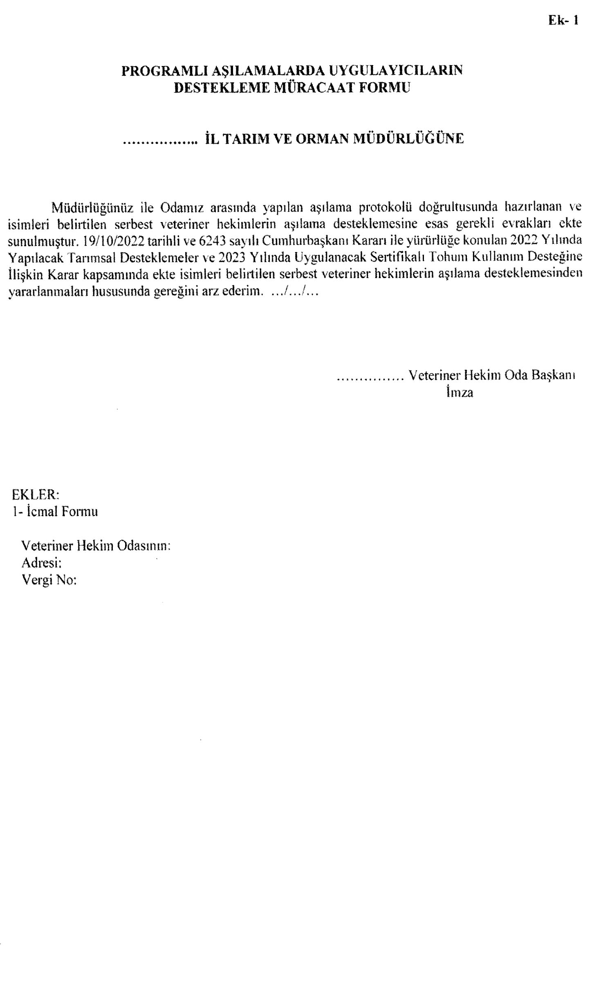 Ek- 1
PROGRAMLI AŞILAMALARDA UYGULAYICILARIN
DESTEKLEME MÜRACAAT FORMU
................. İL TARIM VE ORMAN MÜDÜRLÜĞÜNE
Müdürlüğünüz ile Odamız arasında yapılan aşılama protokolü doğrultusunda hazırlanan ve
isimleri belirtilen serbest veteriner hekimlerin aşılama desteklemesine esas gerekli evrakları ekte
sunulmuştur. 19/10/2022 tarihli ve 6243 sayılı Cumhurbaşkanı Kararı ile yürürlüğe konulan 2022 Yılında
Yapılacak Tarımsal Desteklemeler ve 2023 Yılında Uygulanacak Sertifikalı Tohum Kullanım Desteğine
İlişkin Karar kapsamında ekte isimleri belirtilen serbest veteriner hekimlerin aşılama desteklemesinden
yararlanmaları hususunda gereğini arz ederim. .../.../...
............... Veteriner Hekim Oda Başkanı
İmza
EKLER:
1- İcmal Formu
Veteriner Hekim Odasının:
Adresi:
Vergi No: